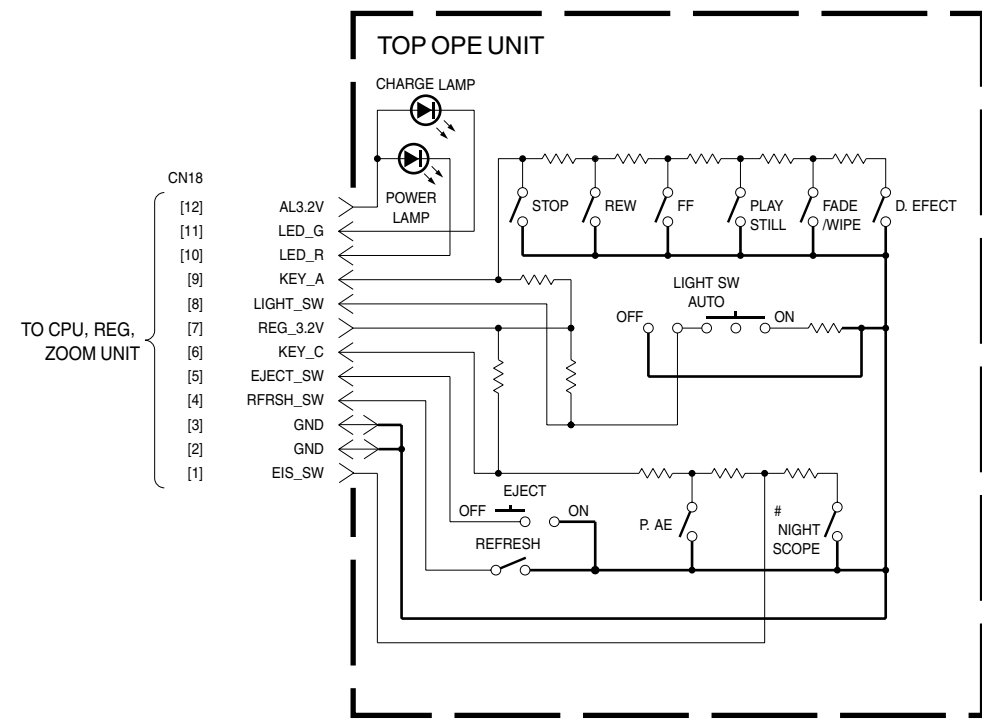 TOP OPE UNIT
CHARGE LAMP
POWER
LAMP
CN18
[12] AL3.2V
[11] LED_G
[10] LED_R
[9] KEY_A
[8] LIGHT_SW
[7] REG_3.2V
[6] KEY_C
[5] EJECT_SW
[4] RFRSH_SW
[3] GND
[2] GND
[1] EIS_SW
TO CPU, REG,
ZOOM UNIT
STOP
REW
FF
PLAY
STILL
FADE
/WIPE
D. EFECT
LIGHT SW
AUTO
OFF
ON
EJECT
OFF
ON
REFRESH
P. AE
#
NIGHT
SCOPE